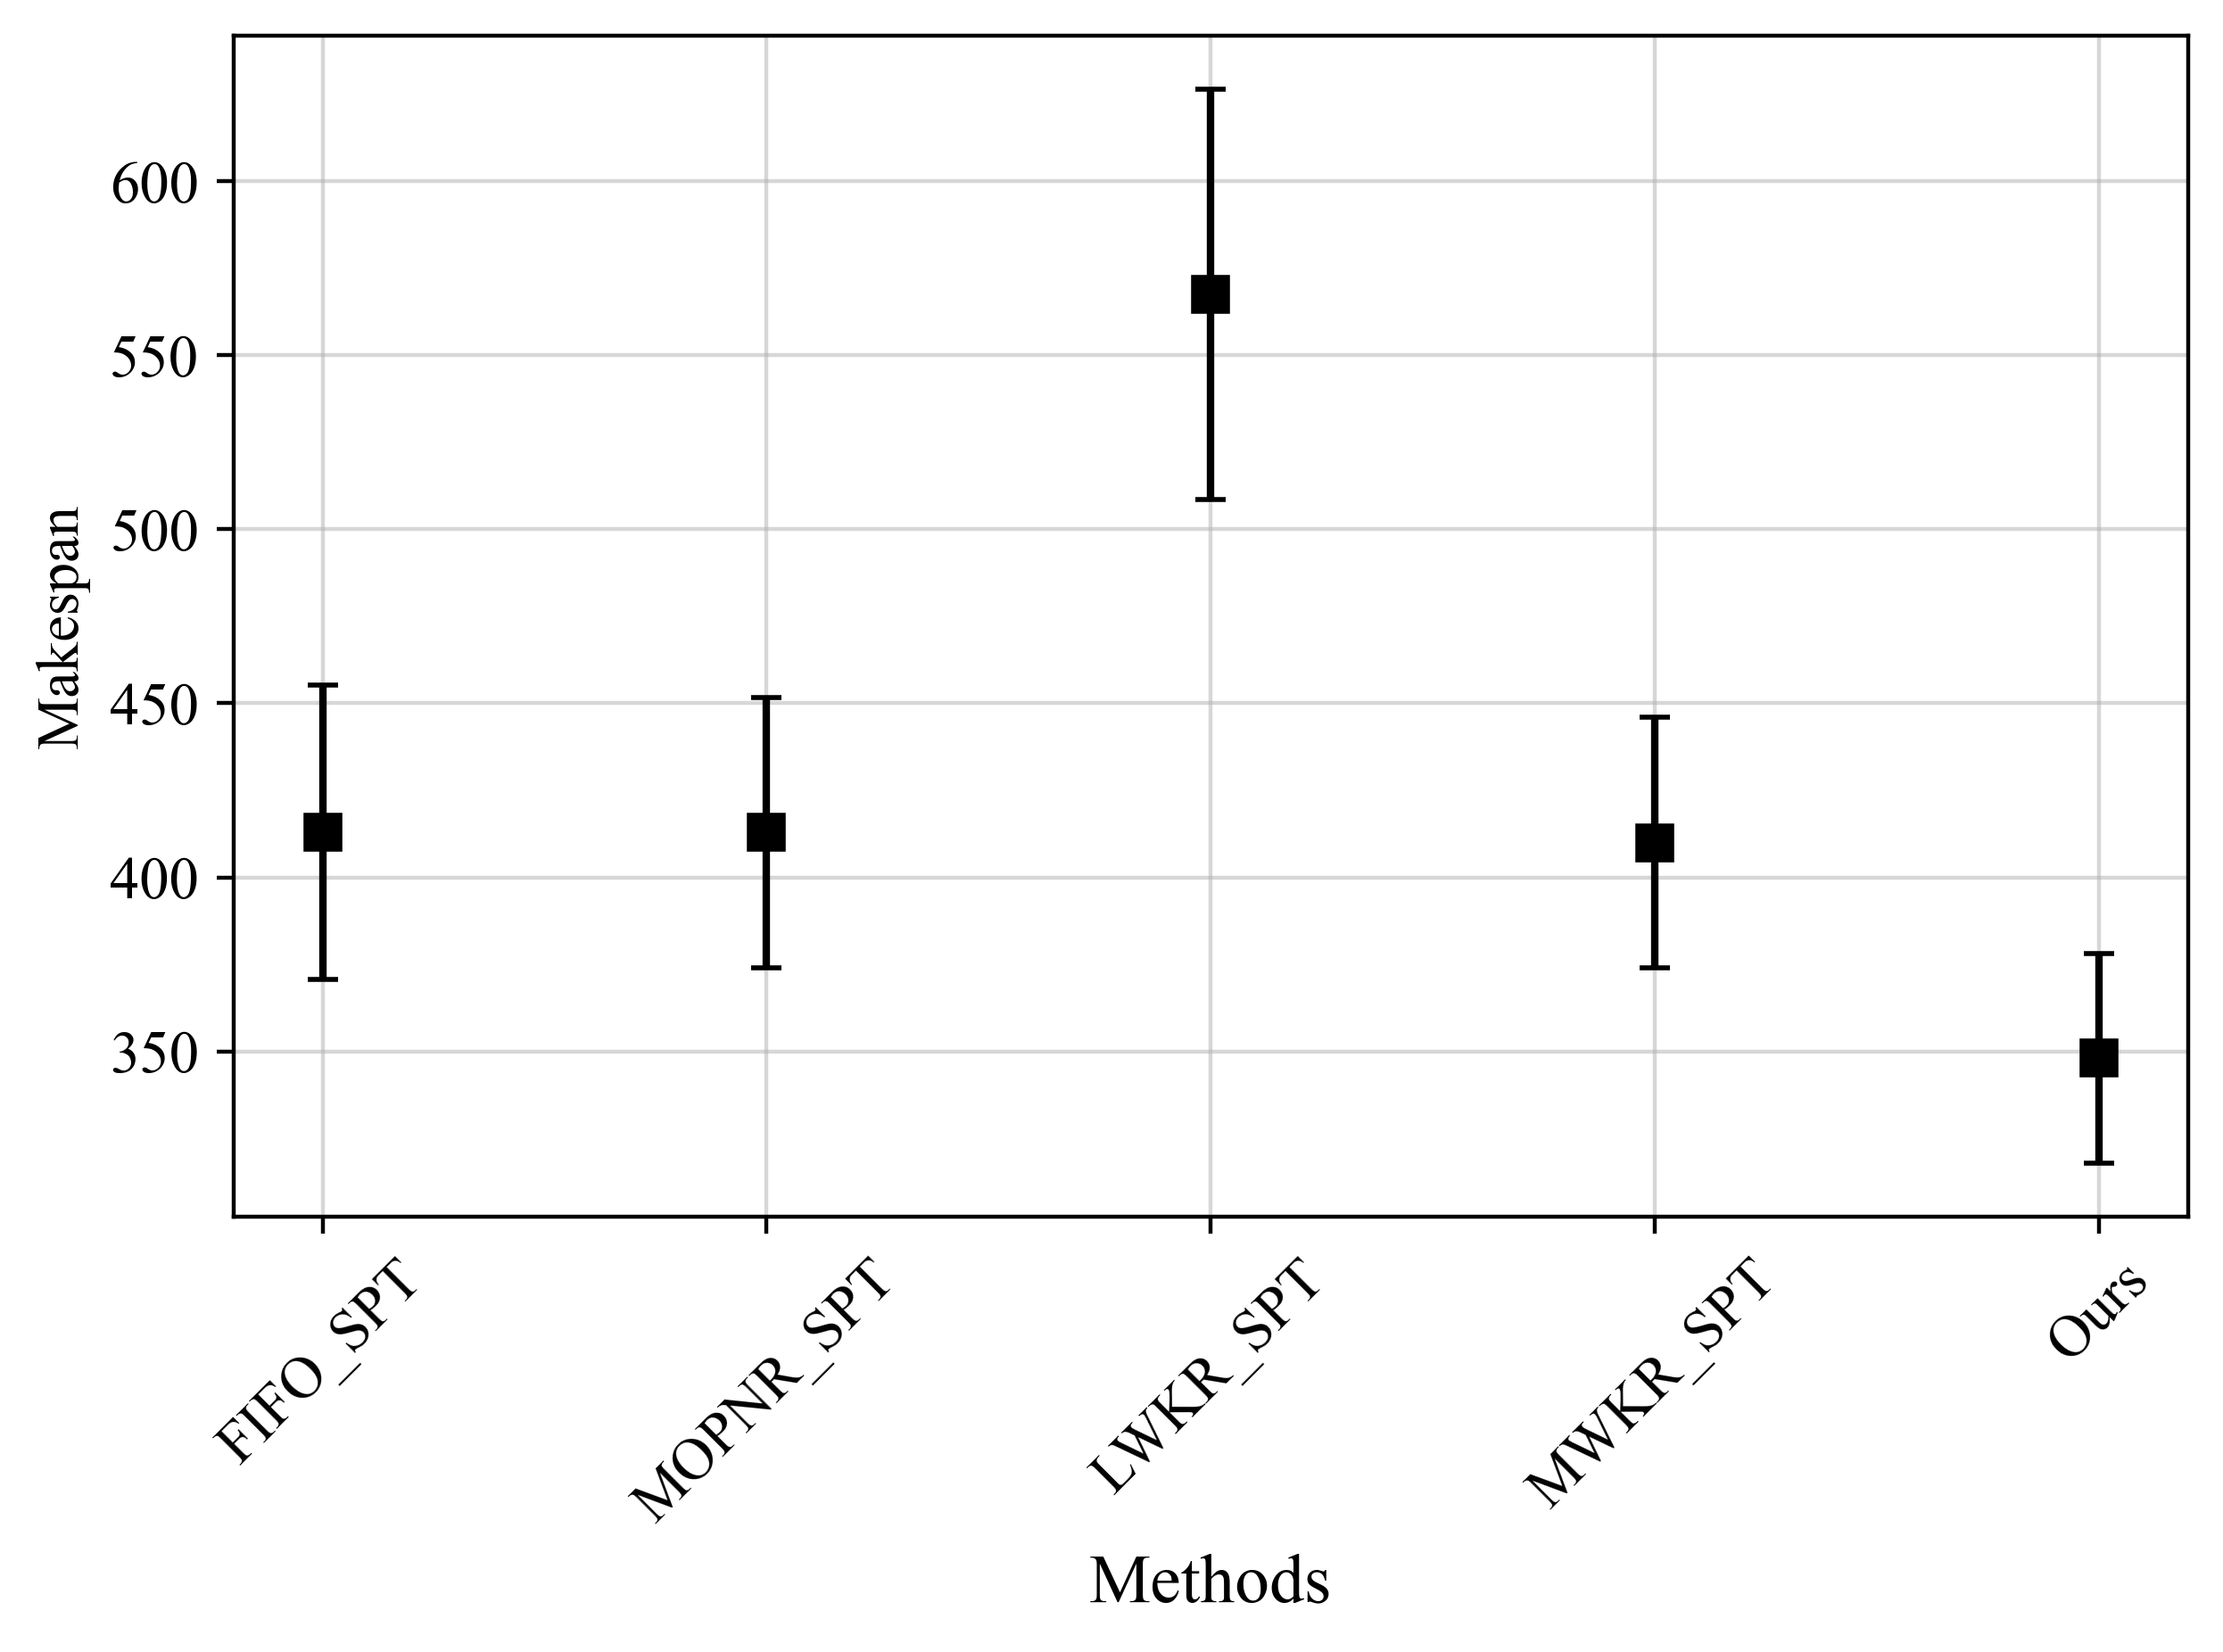 600
550
500
450
400
350
Makespan
FIFO_SPT
MOPNR_SPT
LWKR_SPT
MWKR_SPT
Ours
Methods